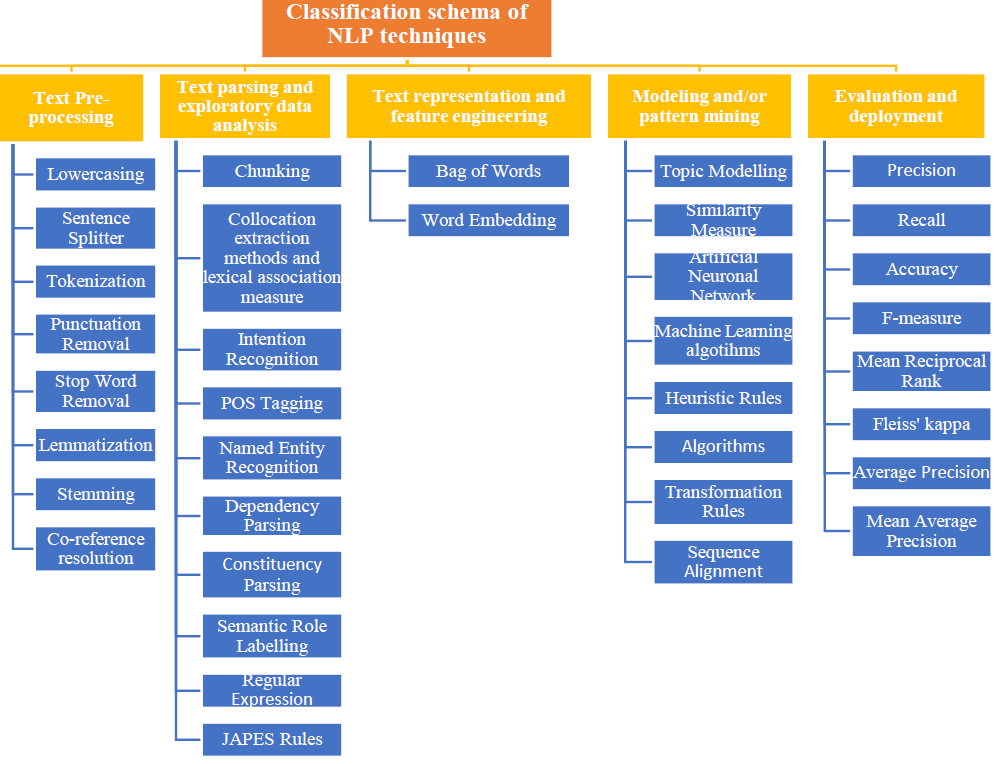 Classification schema of
NLP techniques
Text Pre-
processing
Lowercasing
Sentence
Splitter
Tokenization
Punctuation
Removal
Stop Word
Removal
Lemmatization
Stemming
Co-reference
resolution
Text parsing and
exploratory data
analysis
Chunking
Collocation
extraction
methods and
lexical association
measure
Intention
Recognition
POS Tagging
Named Entity
Recognition
Dependency
Parsing
Constituency
Parsing
Semantic Role
Labelling
Regular
Expression
JAPES Rules
Text representation and
feature engineering
Bag of Words
Word Embedding
Modeling and/or
pattern mining
Topic Modelling
Similarity
Measure
Artificial
Neuronal
Network
Machine Learning
algotihms
Heuristic Rules
Algorithms
Transformation
Rules
Sequence
Alignment
Evaluation and
deployment
Precision
Recall
Accuracy
F-measure
Mean Reciprocal
Rank
Fleiss' kappa
Average Precision
Mean Average
Precision